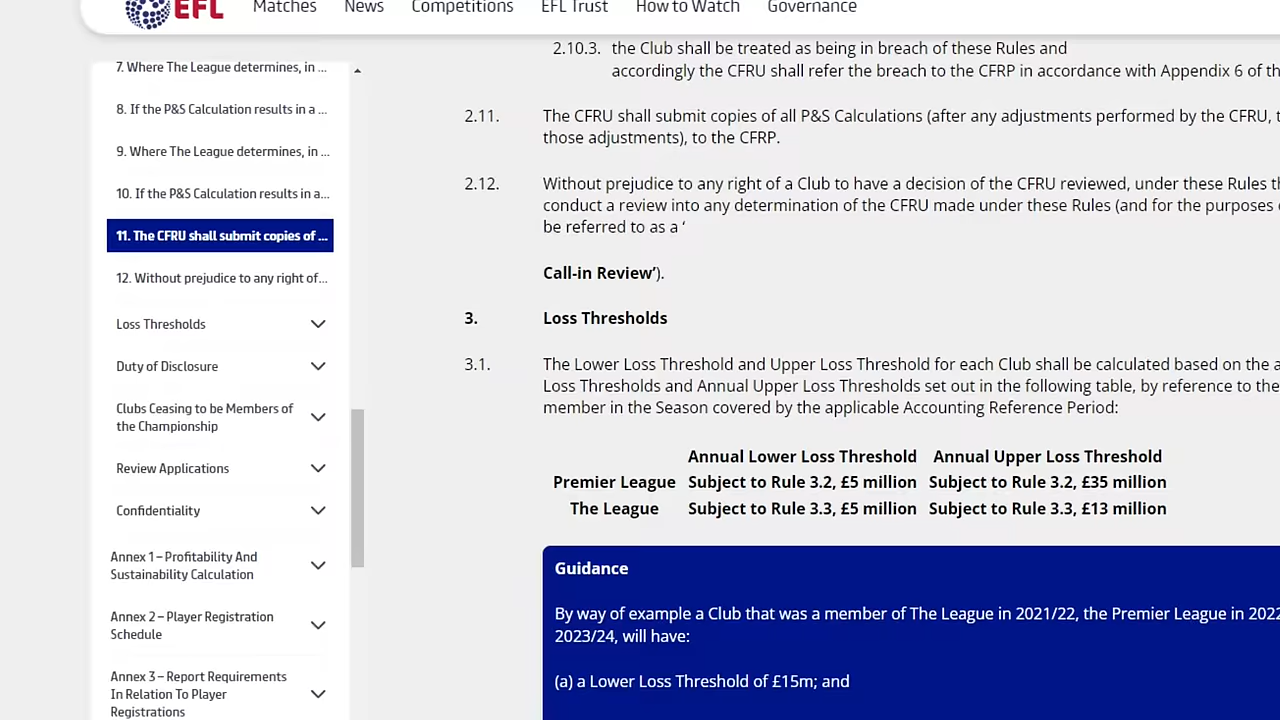 EFL
Matches News Competitions EFL Trust How to Watch Governance
7. Where The League determines, in ...
8. If the P&S Calculation results in a ...
9. Where The League determines, in ...
10. If the P&S Calculation results in a...
11. The CFRU shall submit copies of ...
12. Without prejudice to any right of...
Loss Thresholds
Duty of Disclosure
Clubs Ceasing to be Members of
the Championship
Review Applications
Confidentiality
Annex 1 – Profitability And
Sustainability Calculation
Annex 2 – Player Registration
Schedule
Annex 3 – Report Requirements
In Relation To Player
Registrations
2.10.3. the Club shall be treated as being in breach of these Rules and
accordingly the CFRU shall refer the breach to the CFRP in accordance with Appendix 6 of th
2.11. The CFRU shall submit copies of all P&S Calculations (after any adjustments performed by the CFRU, t
those adjustments), to the CFRP.
2.12. Without prejudice to any right of a Club to have a decision of the CFRU reviewed, under these Rules th
conduct a review into any determination of the CFRU made under these Rules (and for the purposes
be referred to as a ‘
Call-in Review’).
3. Loss Thresholds
3.1. The Lower Loss Threshold and Upper Loss Threshold for each Club shall be calculated based on the a
Loss Thresholds and Annual Upper Loss Thresholds set out in the following table, by reference to the
member in the Season covered by the applicable Accounting Reference Period:
Annual Lower Loss Threshold Annual Upper Loss Threshold
Premier League Subject to Rule 3.2, £5 million Subject to Rule 3.2, £35 million
The League Subject to Rule 3.3, £5 million Subject to Rule 3.3, £13 million
Guidance
By way of example a Club that was a member of The League in 2021/22, the Premier League in 2022
2023/24, will have:
(a) a Lower Loss Threshold of £15m; and